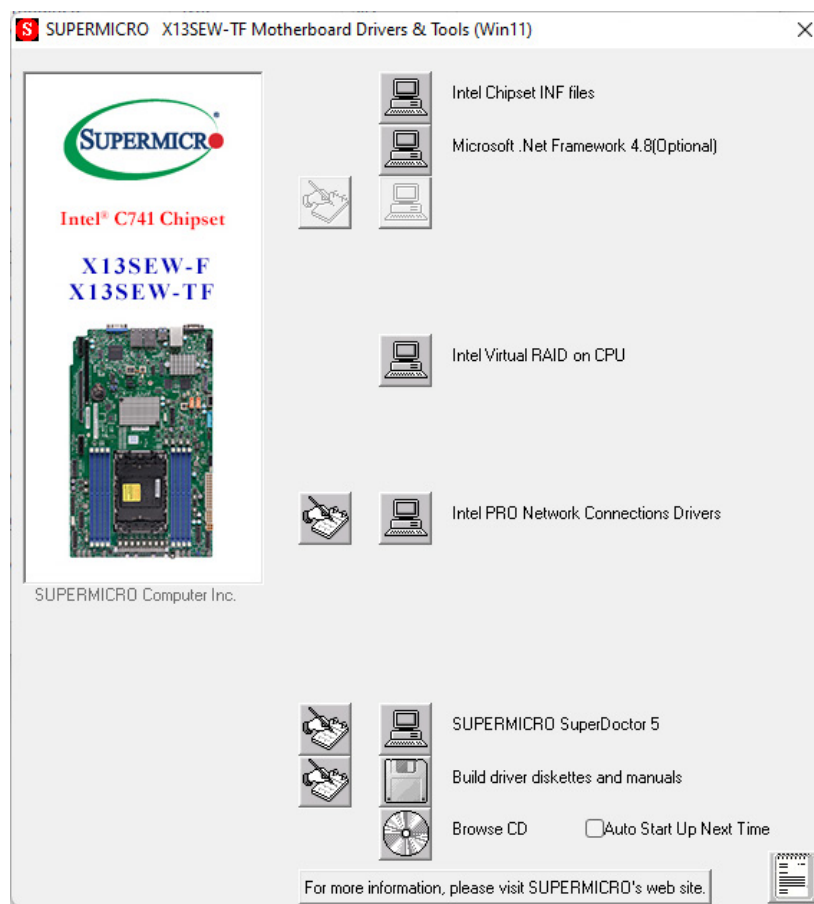 SUPERMICRO X13SEW-TF Motherboard Drivers & Tools (Win11)
SUPERMICRO
Intel® C741 Chipset
X13SEW-F
X13SEW-TF
SUPERMICRO Computer Inc.
Intel Chipset INF files
Microsoft .Net Framework 4.8(Optional)
Intel Virtual RAID on CPU
Intel PRO Network Connections Drivers
SUPERMICRO SuperDoctor 5
Build driver diskettes and manuals
Browse CD
Auto Start Up Next Time
For more information, please visit SUPERMICRO's web site.